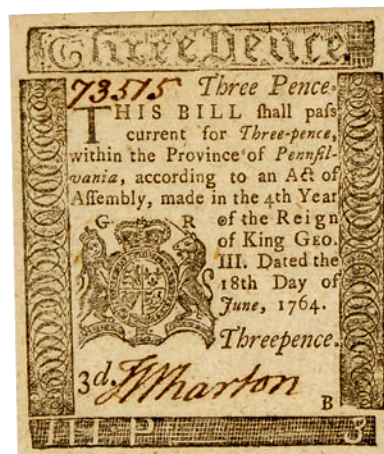 Three Pence
73515 Three Pence.
THIS BILL ſhall paſs
current for Three-pence,
within the Province of Pennſil-
vania, according to an Act of
Aſſembly, made in the 4th Year
G R of the Reign
of King GEO.
III. Dated the
18th Day of
June, 1764.
Threepence.
3d. Wharton
B
III P. 3